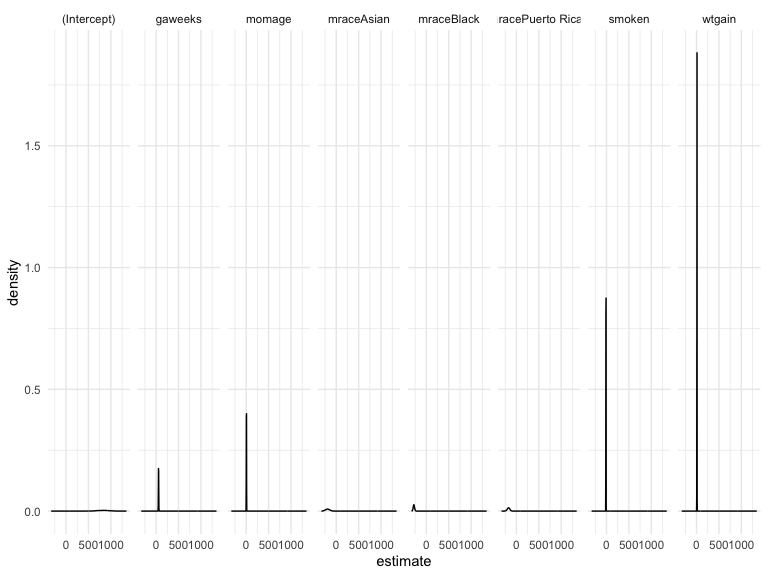 (Intercept) gaweeks momage mraceAsian mraceBlack racePuerto Rica smoken wtgain
1.5
1.0
0.5
0.0
density
0 5001000 0 5001000 0 5001000 0 5001000 0 5001000 0 5001000 0 5001000 0 5001000
estimate